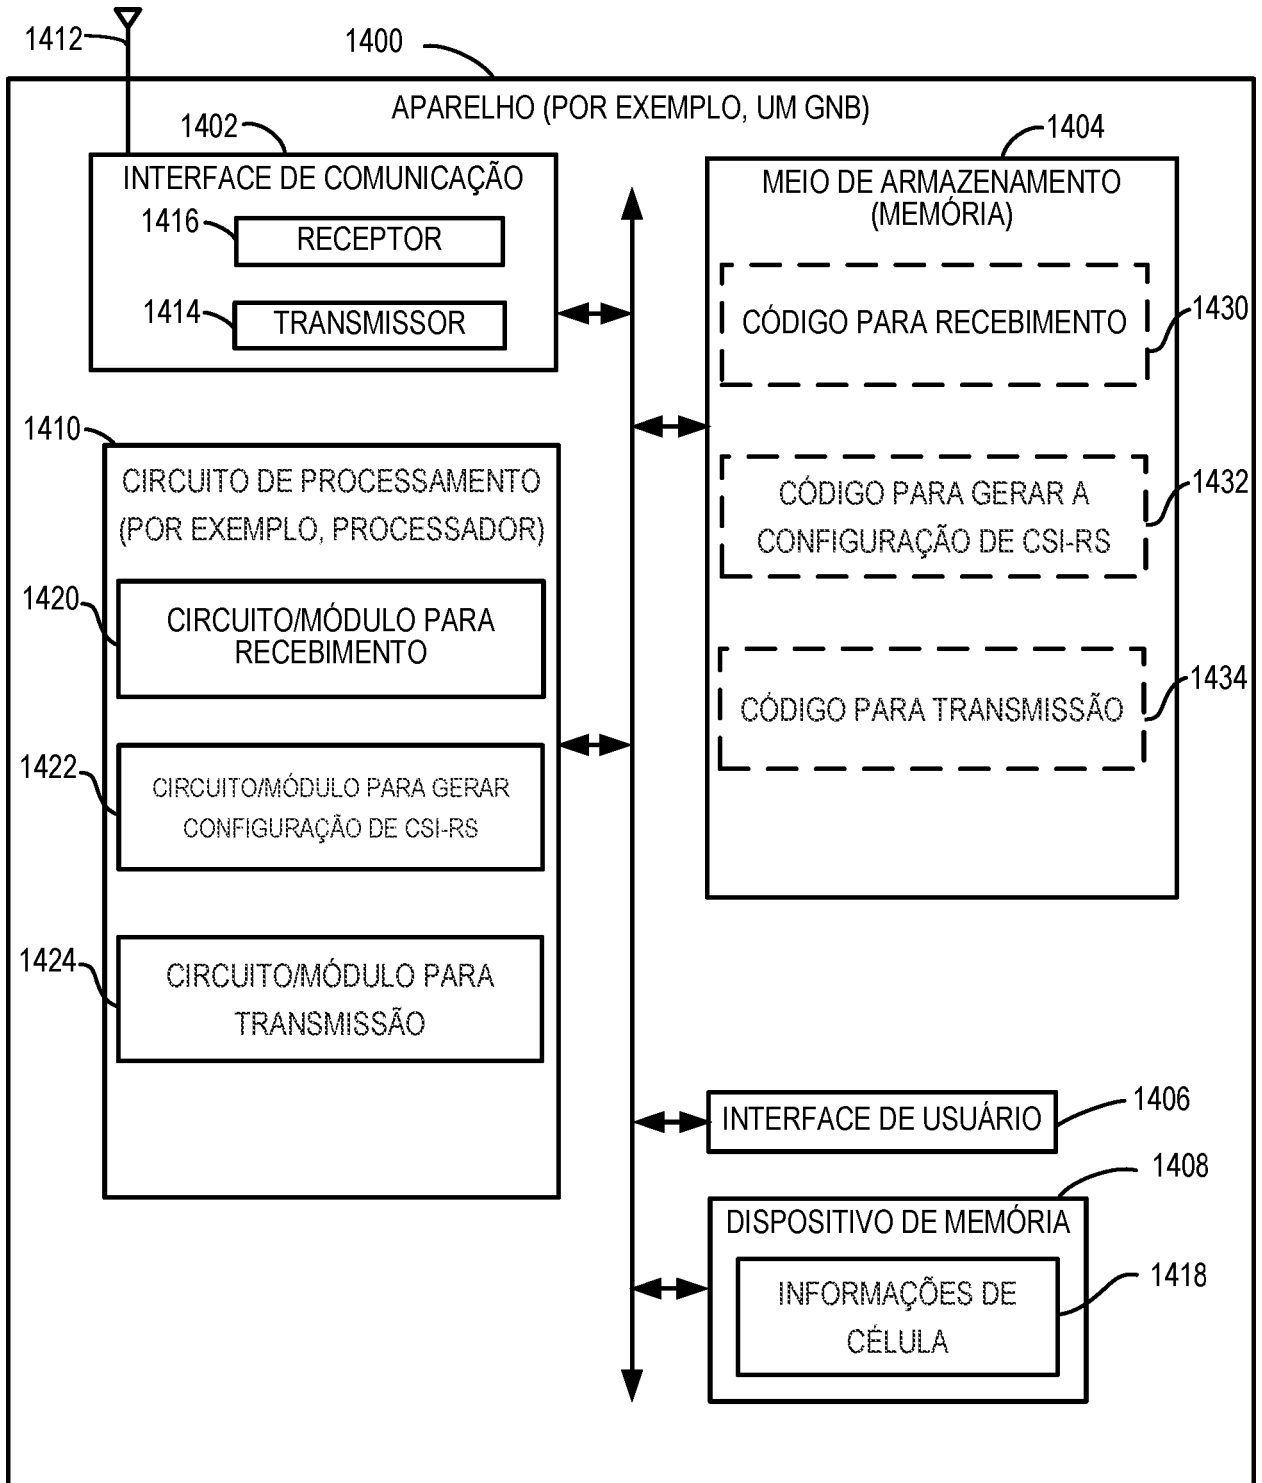 1412
1400
APARELHO (POR EXEMPLO, UM GNB)
1402
INTERFACE DE COMUNICAÇÃO
1416
RECEPTOR
1414
TRANSMISSOR
1404
MEIO DE ARMAZENAMENTO
(MEMÓRIA)
CÓDIGO PARA RECEBIMENTO
1430
CÓDIGO PARA GERAR A
CONFIGURAÇÃO DE CSI-RS
1432
CÓDIGO PARA TRANSMISSÃO
1434
1410
CIRCUITO DE PROCESSAMENTO
(POR EXEMPLO, PROCESSADOR)
1420
CIRCUITO/MÓDULO PARA
RECEBIMENTO
1422
CIRCUITO/MÓDULO PARA GERAR
CONFIGURAÇÃO DE CSI-RS
1424
CIRCUITO/MÓDULO PARA
TRANSMISSÃO
INTERFACE DE USUÁRIO
1406
1408
DISPOSITIVO DE MEMÓRIA
INFORMAÇÕES DE
CÉLULA
1418